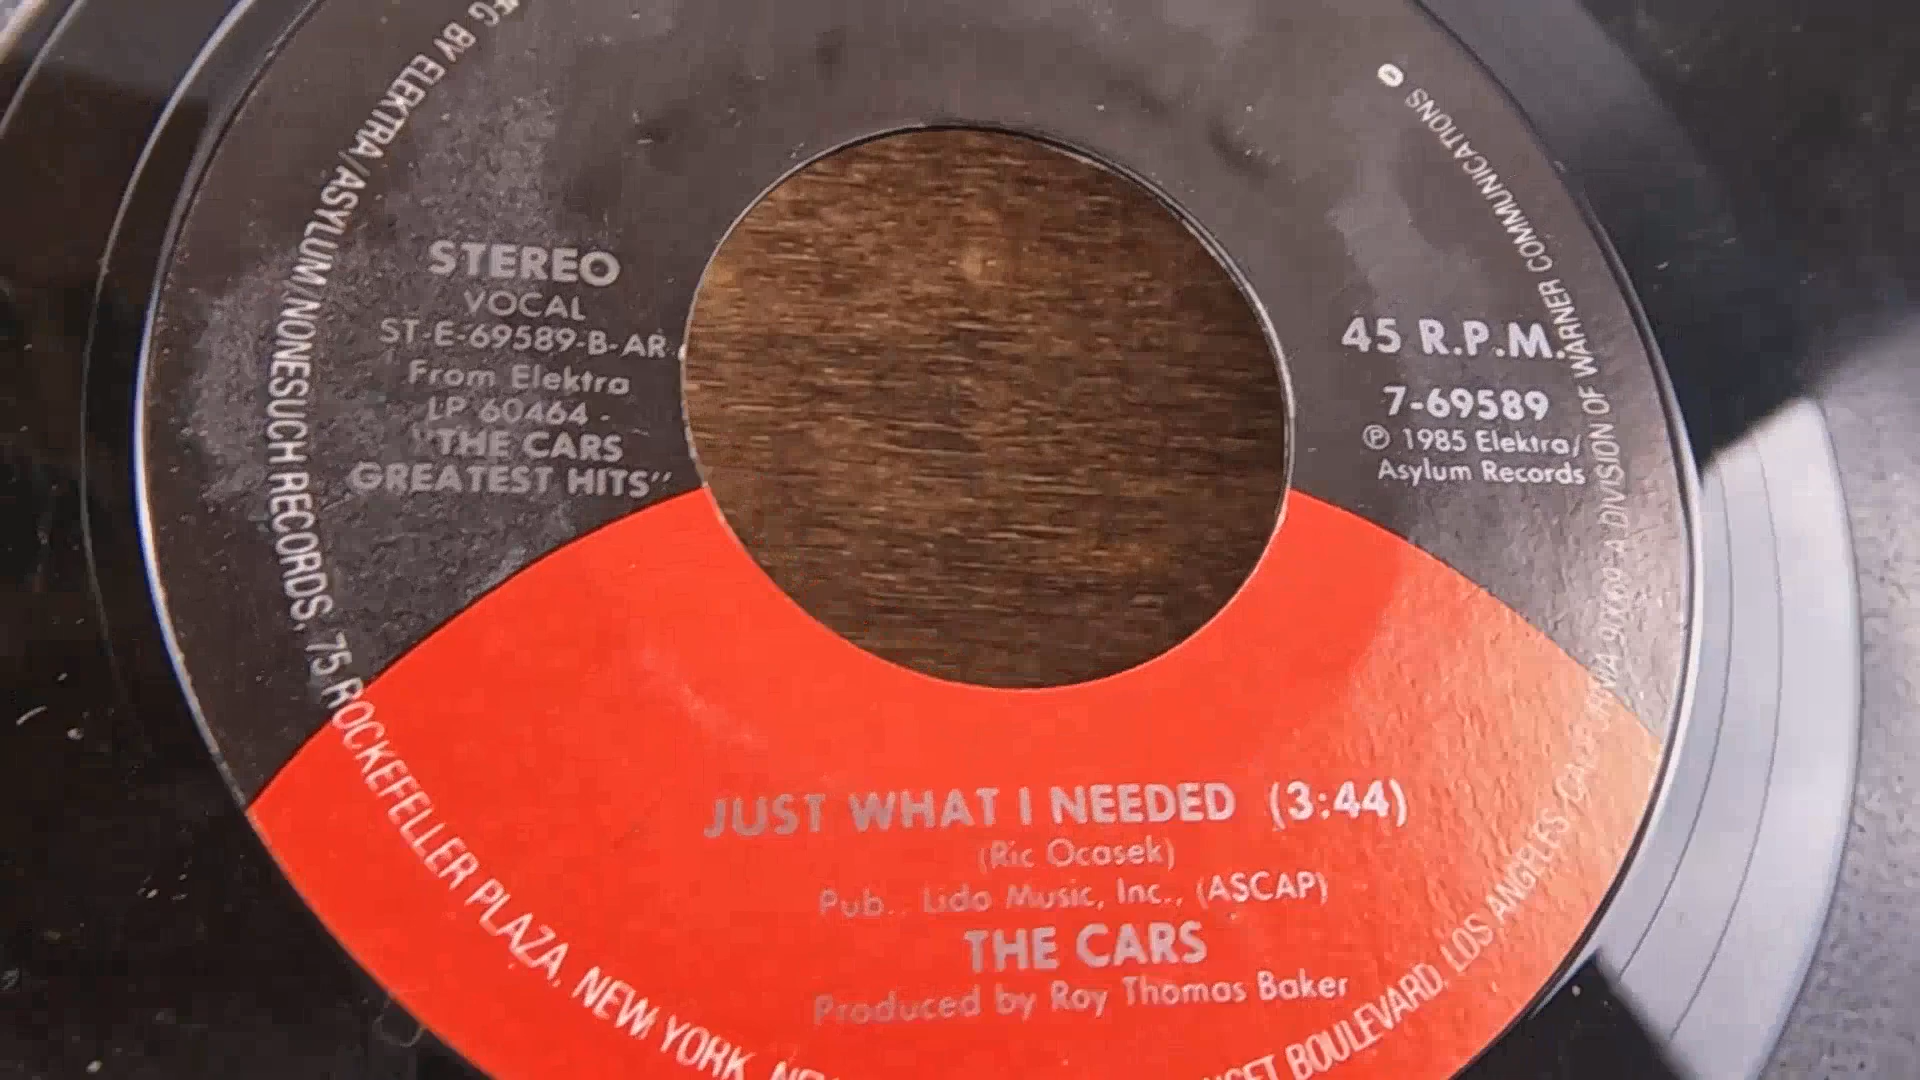 STEREO
VOCAL
ST-E-69589-B-AR
From Elektra
LP 60464 -
"THE CARS
GREATEST HITS"
45 R.P.M.
7-69589
℗ 1985 Elektra/
Asylum Records
JUST WHAT I NEEDED (3:44)
(Ric Ocasek)
Pub., Lido Music, Inc., (ASCAP)
THE CARS
Produced by Roy Thomas Baker
BY ELEKTRA/ASYLUM/NONESUCH RECORDS, 75 ROCKEFELLER PLAZA, NEW YORK,
BOULEVARD, LOS ANGELES, CALIFORNIA 90069 A DIVISION OF WARNER COMMUNICATIONS